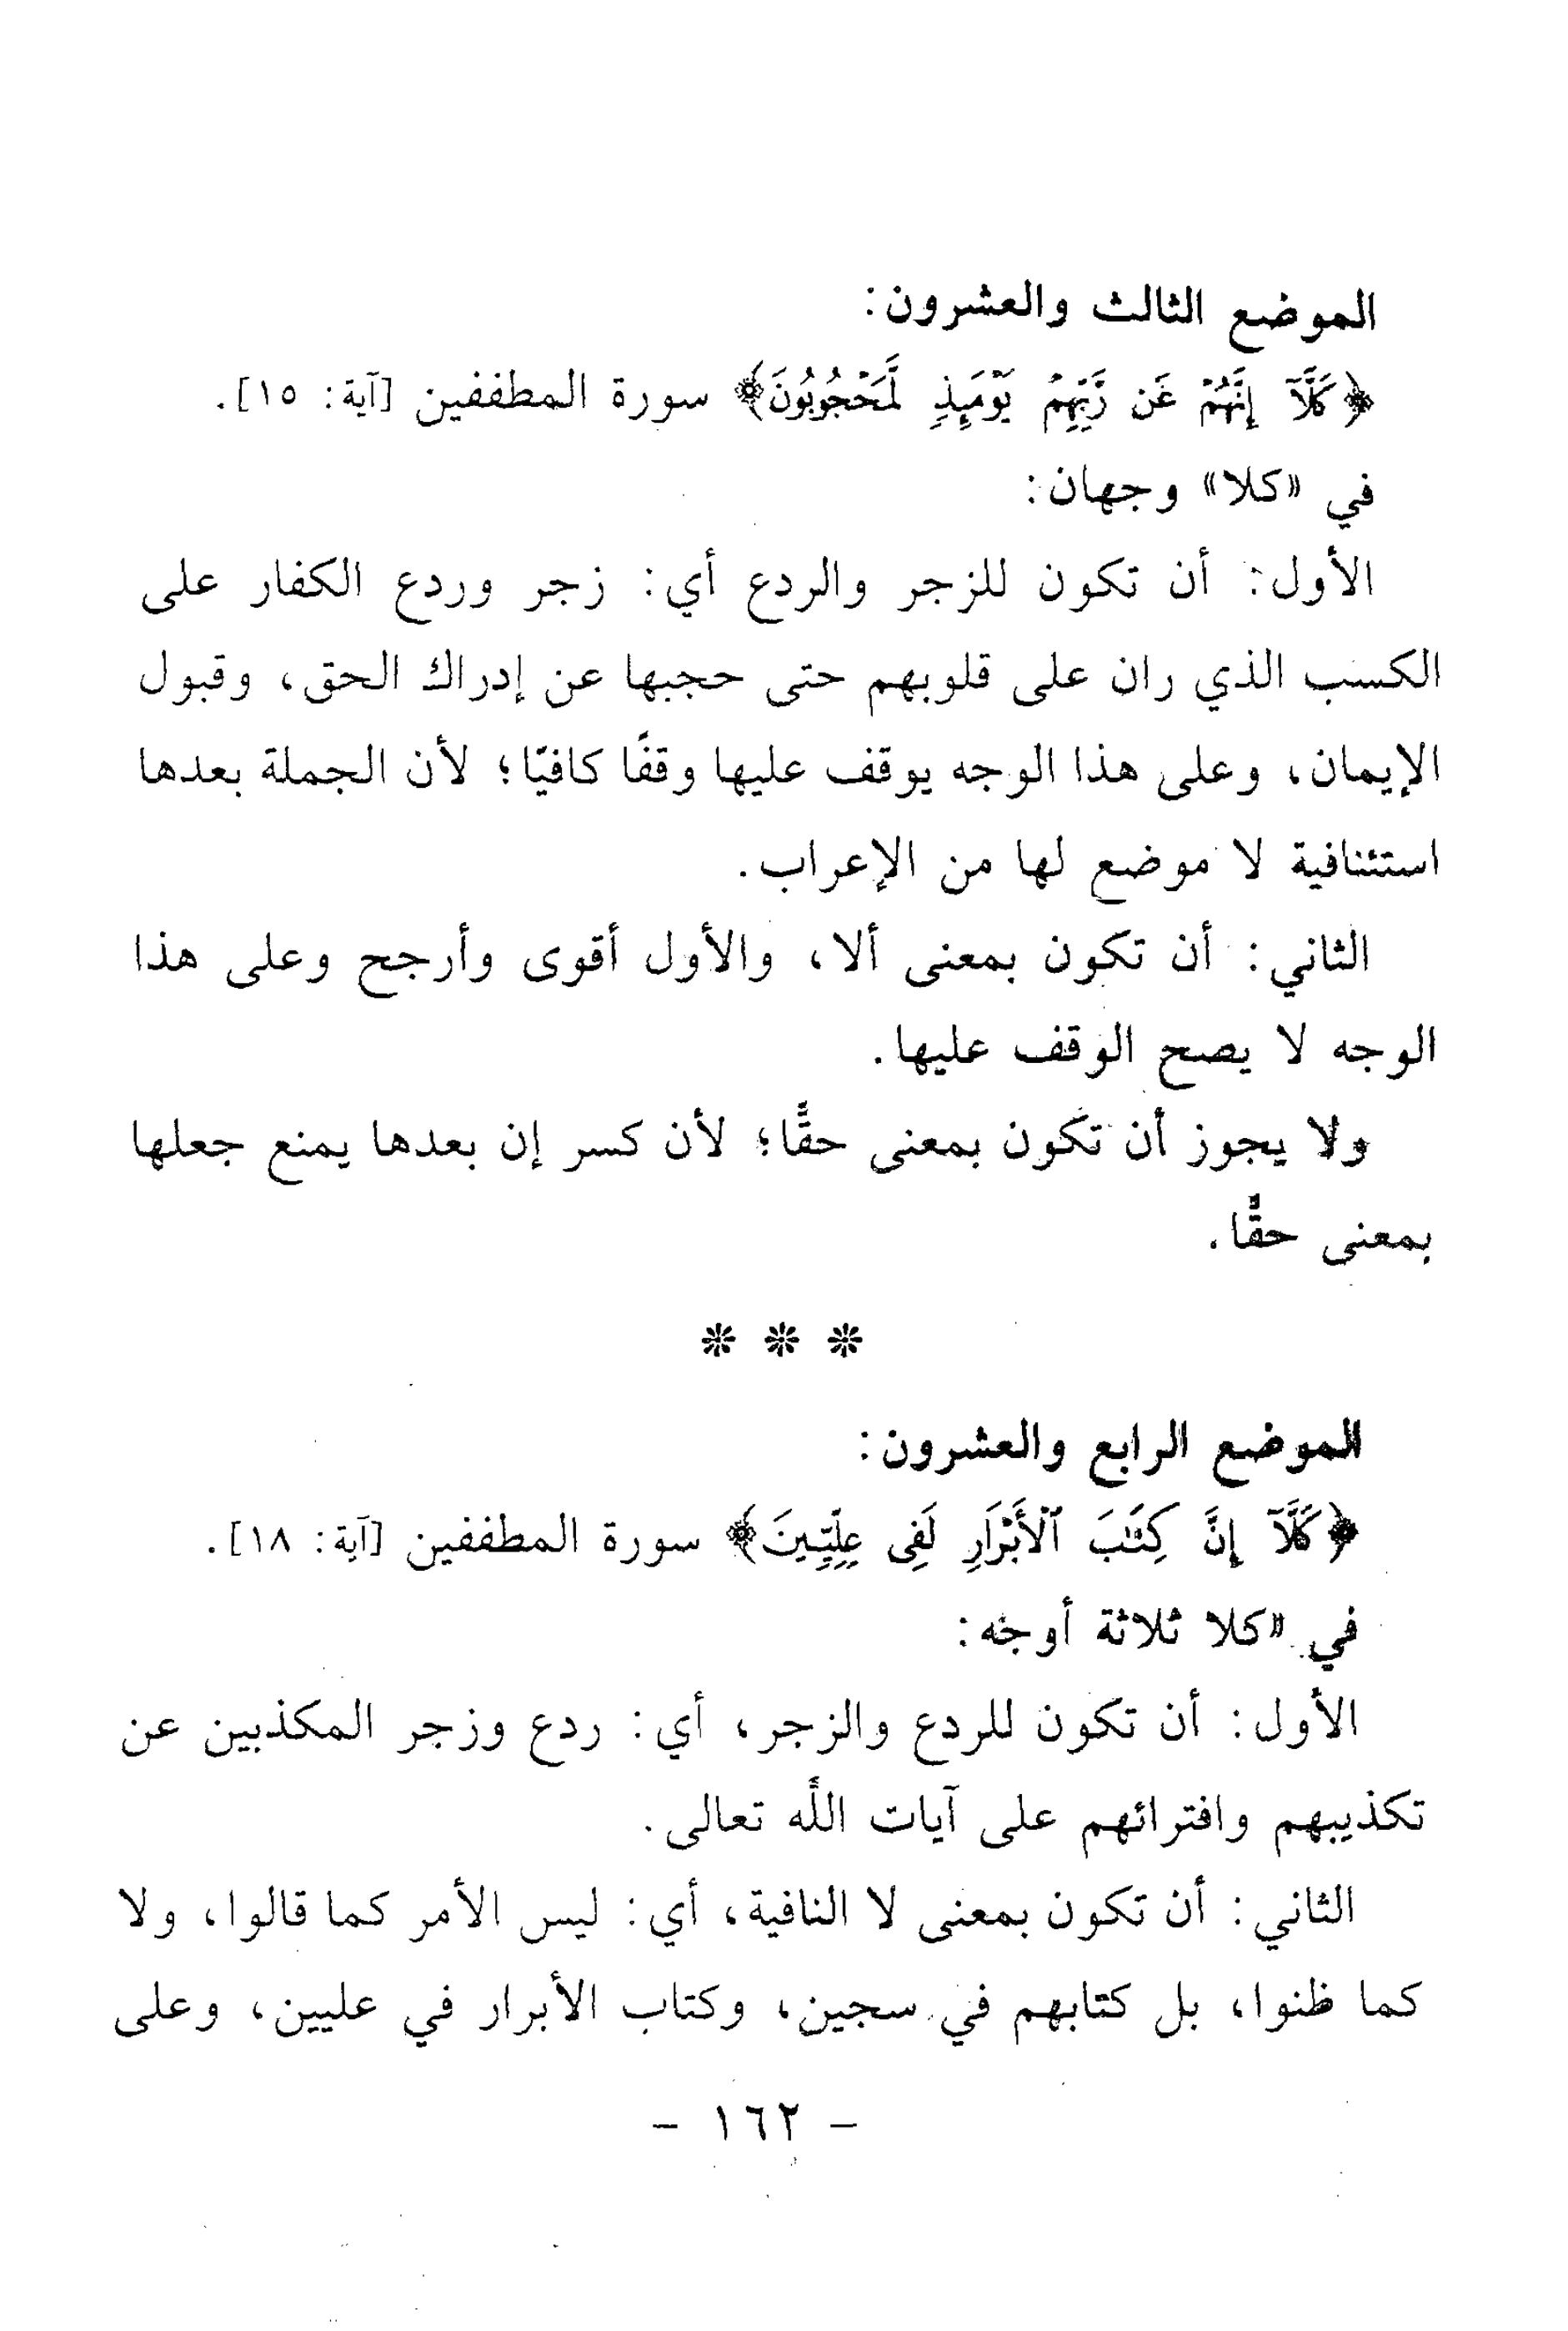 الموضع الثالث والعشرون:
﴿كَلَّآ إِنَّهُمۡ عَن رَّبِّهِمۡ يَوۡمَئِذٖ لَّمَحۡجُوبُونَ﴾ سورة المطففين [آية: ١٥].
في «كلا» وجهان:
الأول: أن تكون للزجر والردع أي: زجر وردع الكفار على
الكسب الذي ران على قلوبهم حتى حجبها عن إدراك الحق، وقبول
الإيمان، وعلى هذا الوجه يوقف عليها وقفًا كافيًا؛ لأن الجملة بعدها
استئنافية لا موضع لها من الإعراب.
الثاني: أن تكون بمعنى ألا، والأول أقوى وأرجح وعلى هذا
الوجه لا يصح الوقف عليها.
ولا يجوز أن تكون بمعنى حقًّا؛ لأن كسر إن بعدها يمنع جعلها
بمعنى حقًّا.
* * *
الموضع الرابع والعشرون:
﴿كَلَّآ إِنَّ كِتَٰبَ ٱلۡأَبۡرَارِ لَفِى عِلِّيِّينَ﴾ سورة المطففين [آية: ١٨].
في «كلا ثلاثة أوجه:
الأول: أن تكون للردع والزجر، أي: ردع وزجر المكذبين عن
تكذيبهم وافترائهم على آيات الله تعالى.
الثاني: أن تكون بمعنى لا النافية، أي: ليس الأمر كما قالوا، ولا
كما ظنوا، بل كتابهم في سجين، وكتاب الأبرار في عليين، وعلى
- ١٦٢ -